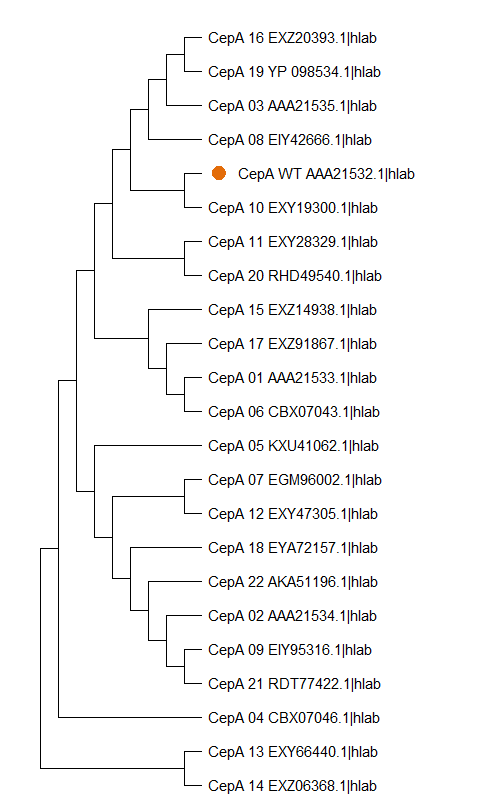 CepA 16 EXZ20393.1|hlab
CepA 19 YP 098534.1|hlab
CepA 03 AAA21535.1|hlab
CepA 08 EIY42666.1|hlab
CepA WT AAA21532.1|hlab
CepA 10 EXY19300.1|hlab
CepA 11 EXY28329.1|hlab
CepA 20 RHD49540.1|hlab
CepA 15 EXZ14938.1|hlab
CepA 17 EXZ91867.1|hlab
CepA 01 AAA21533.1|hlab
CepA 06 CBX07043.1|hlab
CepA 05 KXU41062.1|hlab
CepA 07 EGM96002.1|hlab
CepA 12 EXY47305.1|hlab
CepA 18 EYA72157.1|hlab
CepA 22 AKA51196.1|hlab
CepA 02 AAA21534.1|hlab
CepA 09 EIY95316.1|hlab
CepA 21 RDT77422.1|hlab
CepA 04 CBX07046.1|hlab
CepA 13 EXY66440.1|hlab
CepA 14 EXZ06368.1|hlab